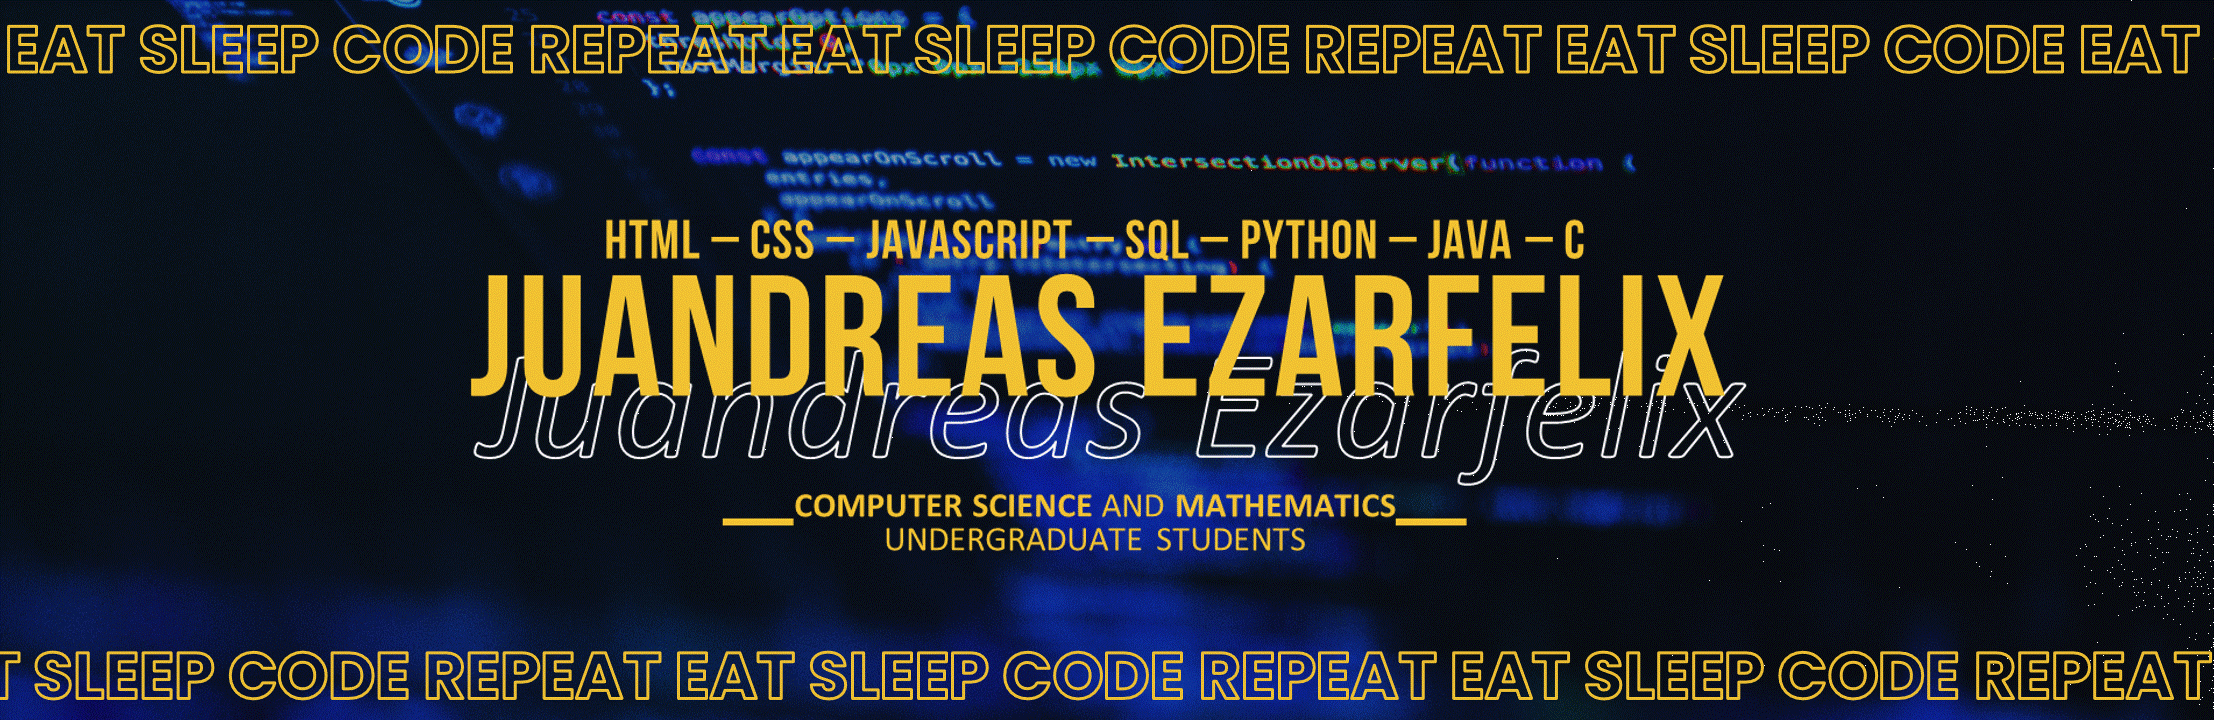 const appearOptions = {
EAT SLEEP CODE REPEAT EAT SLEEP CODE REPEAT EAT SLEEP CODE EAT
};
const appearOnScroll = new IntersectionObserver(function (
entries,
appearOnScroll
HTML – CSS – JAVASCRIPT – SQL – PYTHON – JAVA – C
JUANDREAS EZARFELIX
Juandreas Ezarfelix
COMPUTER SCIENCE AND MATHEMATICS
UNDERGRADUATE STUDENTS
T SLEEP CODE REPEAT EAT SLEEP CODE REPEAT EAT SLEEP CODE REPEAT